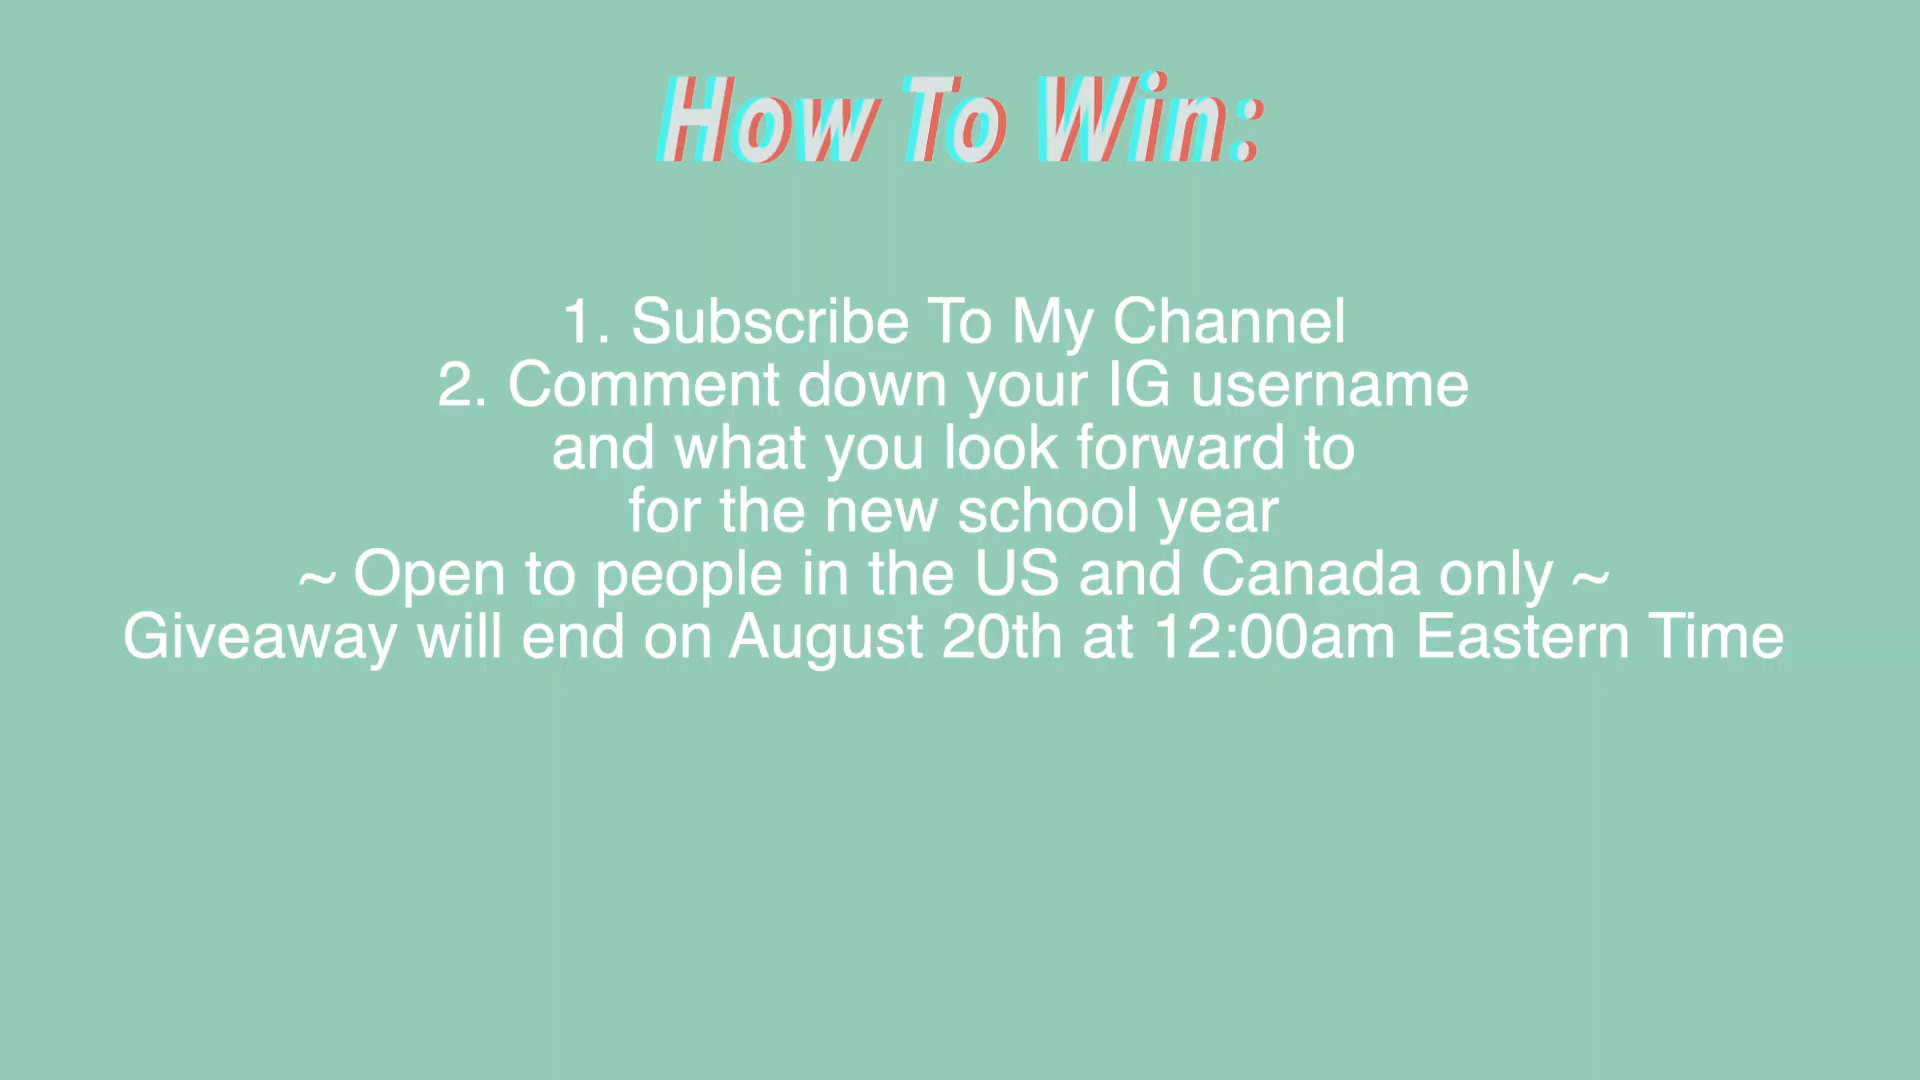 How To Win:
1. Subscribe To My Channel
2. Comment down your IG username
and what you look forward to
for the new school year
~ Open to people in the US and Canada only ~
Giveaway will end on August 20th at 12:00am Eastern Time